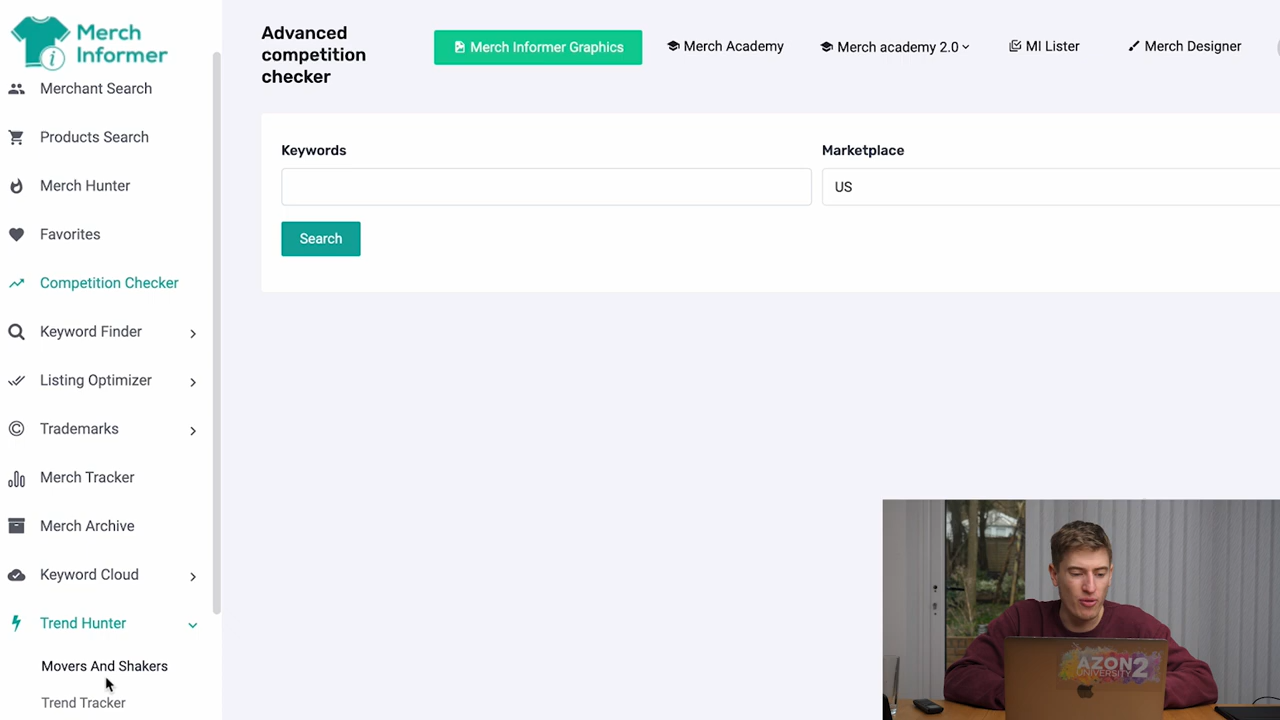 Merch
Informer
Merchant Search
Products Search
Merch Hunter
Favorites
Competition Checker
Keyword Finder
Listing Optimizer
Trademarks
Merch Tracker
Merch Archive
Keyword Cloud
Trend Hunter
Movers And Shakers
Trend Tracker
Advanced
competition
checker
Merch Informer Graphics
Merch Academy
Merch academy 2.0
MI Lister
Merch Designer
Keywords
Marketplace
US
Search
AZON2
UNIVERSITY